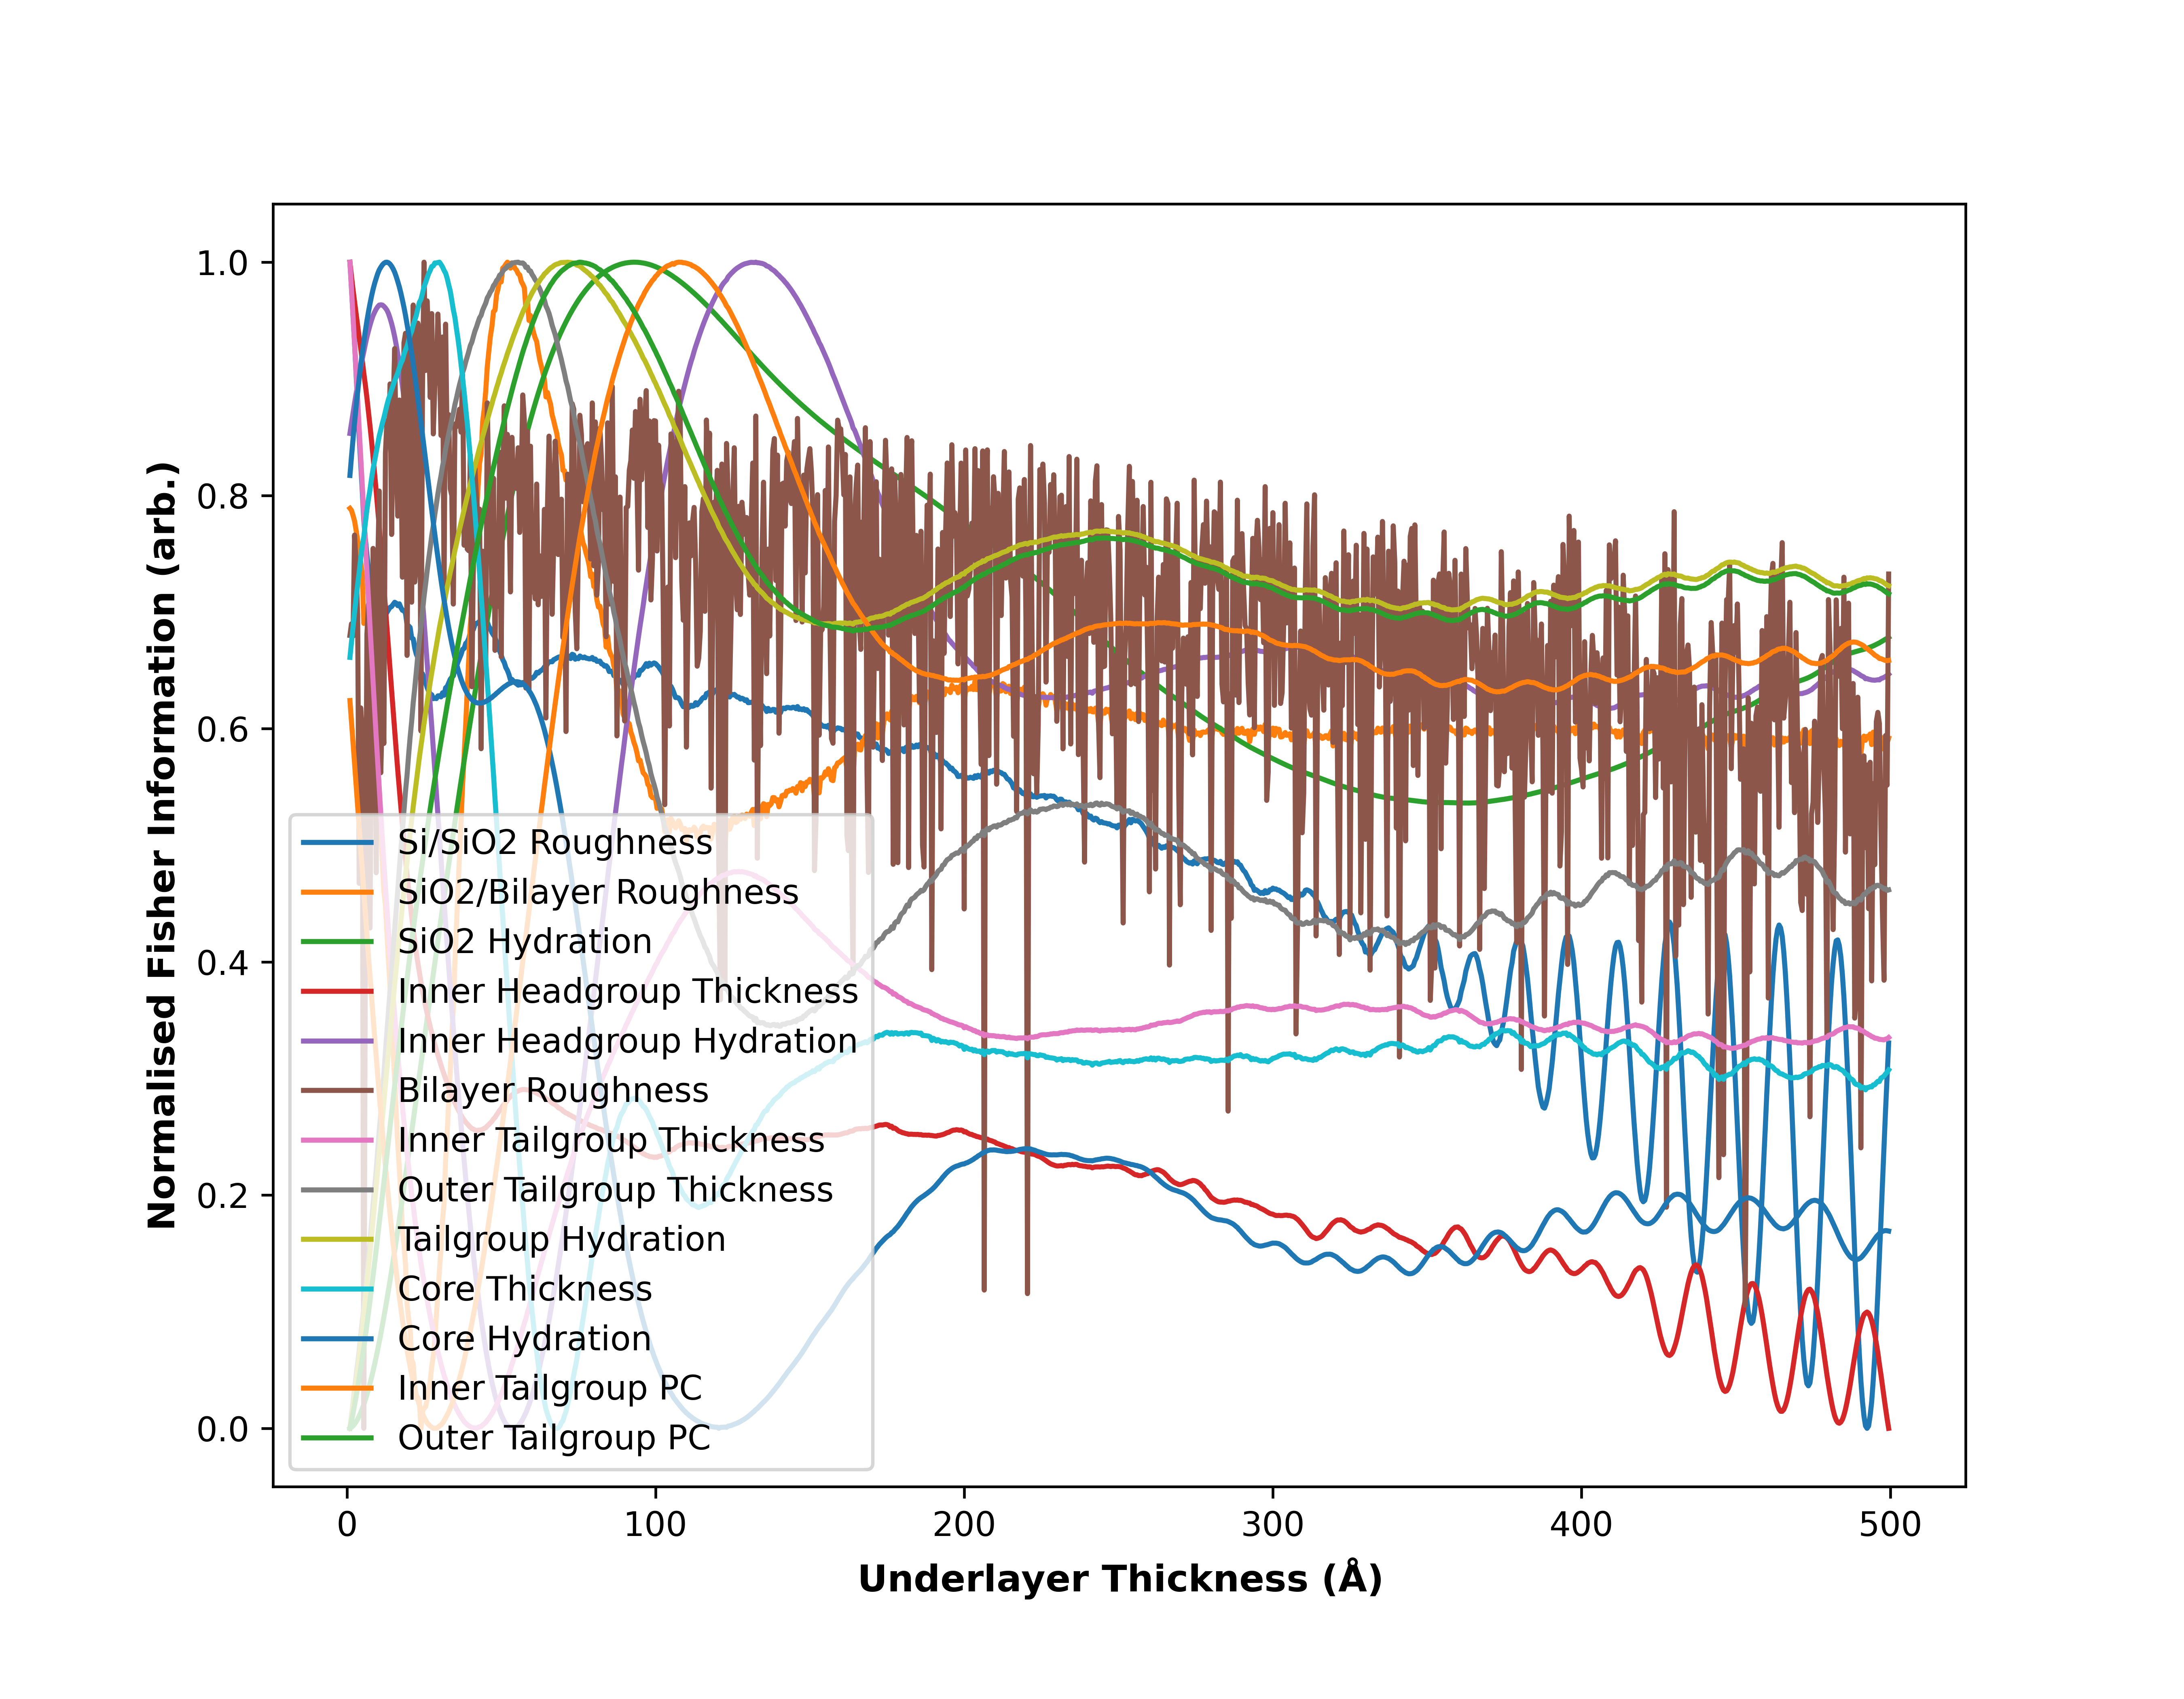 Normalised Fisher Information (arb.)
1.0
0.8
0.6
0.4
0.2
0.0
Si/SiO2 Roughness
SiO2/Bilayer Roughness
SiO2 Hydration
Inner Headgroup Thickness
Inner Headgroup Hydration
Bilayer Roughness
Inner Tailgroup Thickness
Outer Tailgroup Thickness
Tailgroup Hydration
Core Thickness
Core Hydration
Inner Tailgroup PC
Outer Tailgroup PC
0 100 200 300 400 500
Underlayer Thickness (Å)